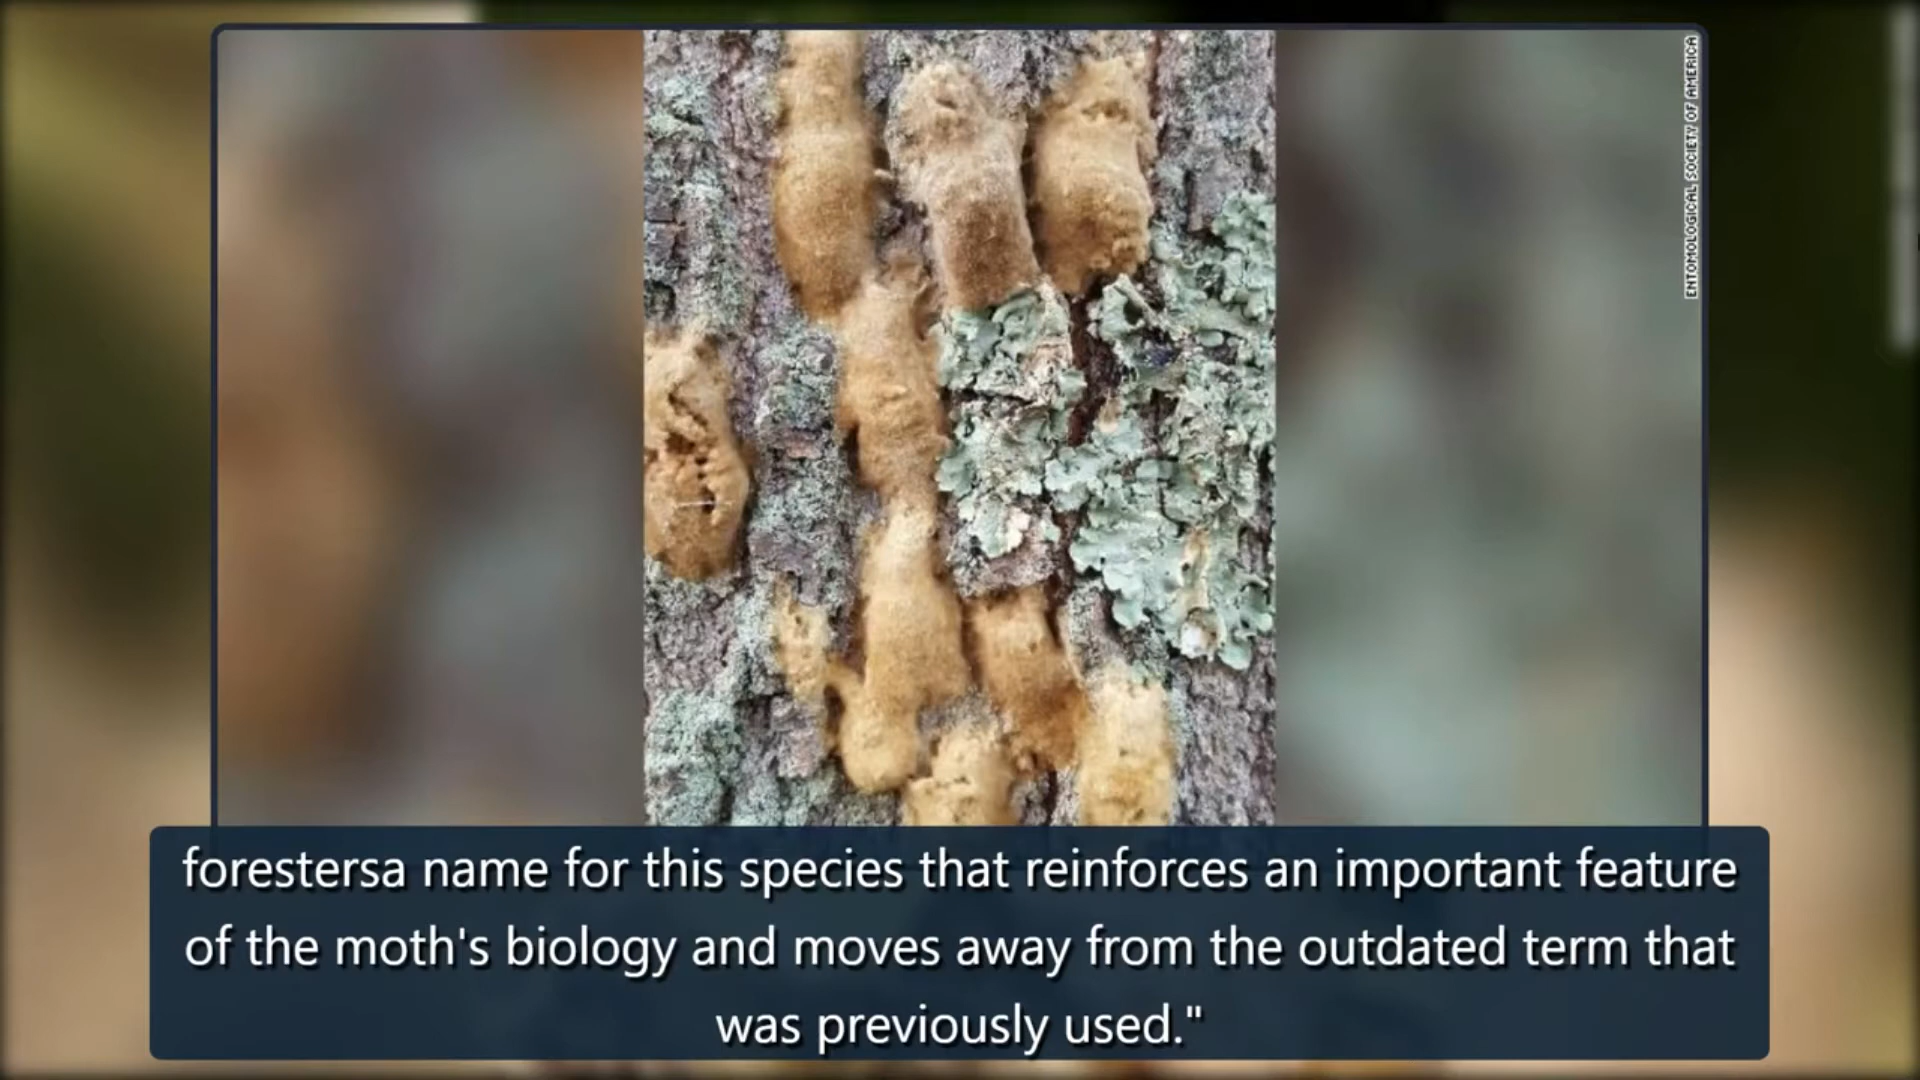 ENTOMOLOGICAL SOCIETY OF AMERICA
forestersa name for this species that reinforces an important feature
of the moth's biology and moves away from the outdated term that
was previously used."